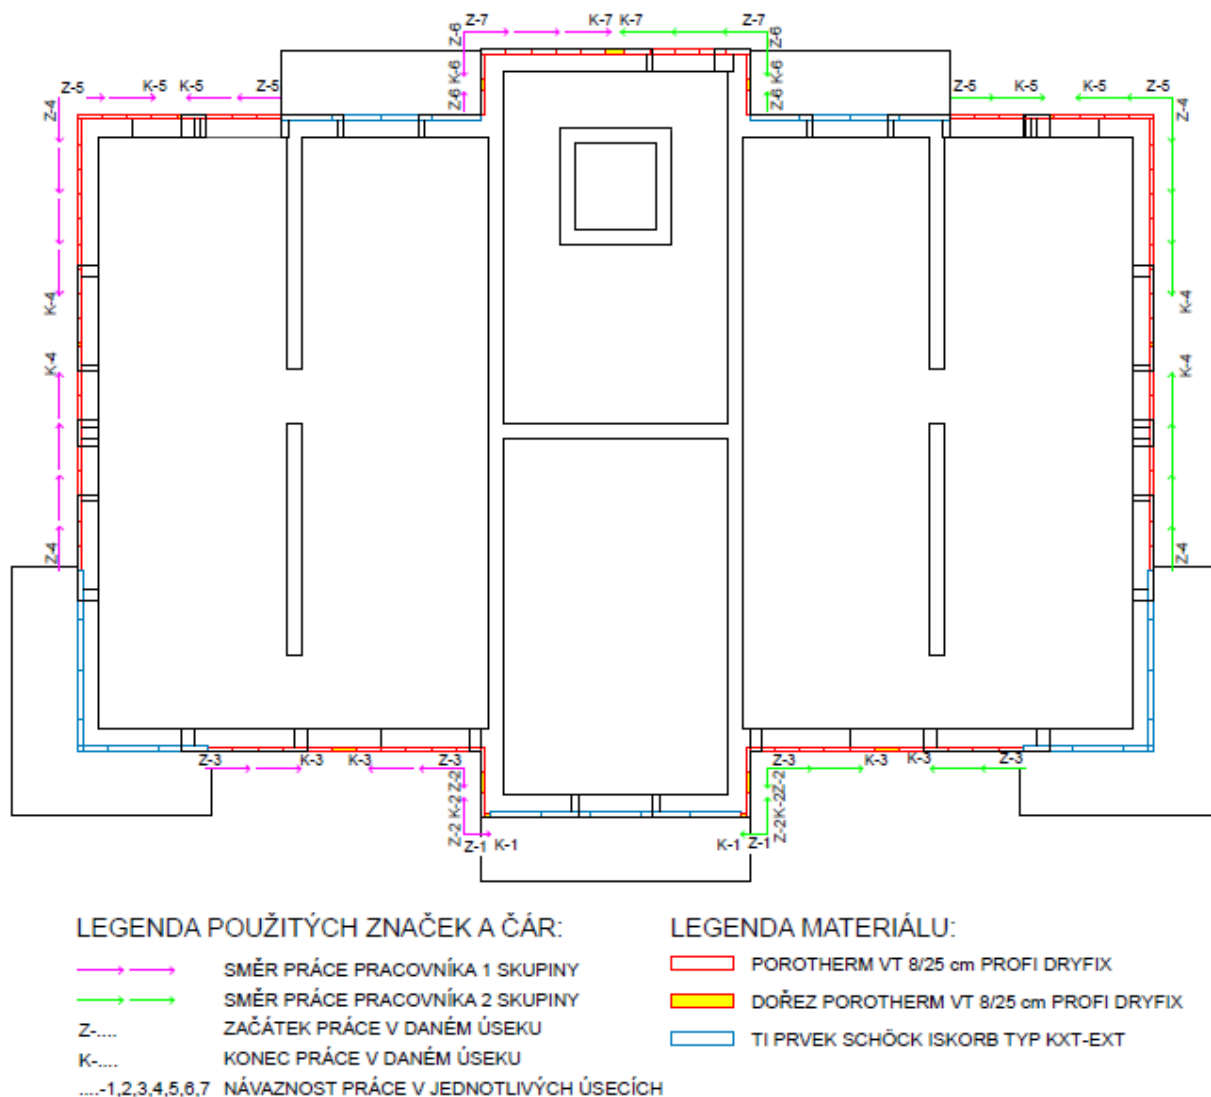 Z-7 K-7 K-7 Z-7
Z-6 Z-6
K-6 K-6
Z-6 Z-6
Z-5 K-5 K-5 Z-5 Z-5 K-5 K-5 Z-5
Z-4 Z-4
K-4 K-4
K-4 K-4
Z-4 Z-4
Z-3 K-3 K-3 Z-3 Z-3 K-3 K-3 Z-3
Z-2 Z-2
K-2 K-2
Z-2 Z-2
Z-1 K-1 K-1 Z-1
LEGENDA POUŽITÝCH ZNAČEK A ČÁR:
SMĚR PRÁCE PRACOVNÍKA 1 SKUPINY
SMĚR PRÁCE PRACOVNÍKA 2 SKUPINY
Z-.... ZAČÁTEK PRÁCE V DANÉM ÚSEKU
K-.... KONEC PRÁCE V DANÉM ÚSEKU
....-1,2,3,4,5,6,7 NÁVAZNOST PRÁCE V JEDNOTLIVÝCH ÚSECÍCH
LEGENDA MATERIÁLU:
POROTHERM VT 8/25 cm PROFI DRYFIX
DOŘEZ POROTHERM VT 8/25 cm PROFI DRYFIX
TI PRVEK SCHÖCK ISKORB TYP KXT-EXT